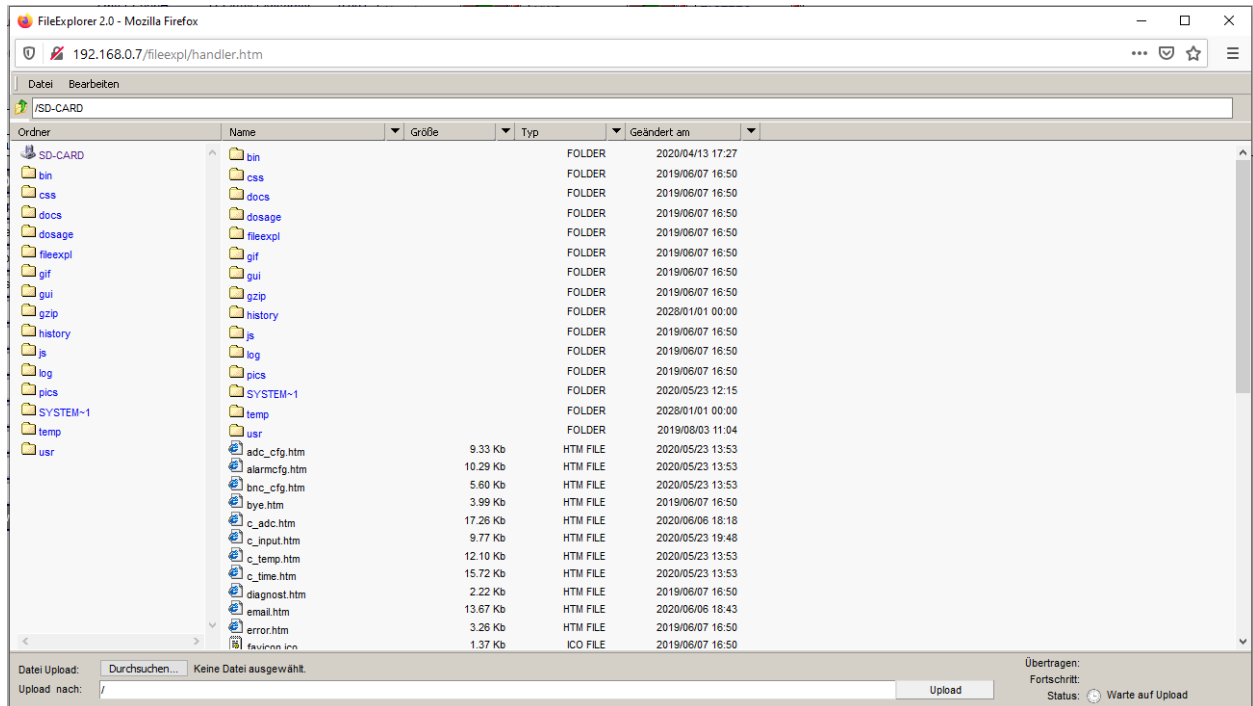 FileExplorer 2.0 - Mozilla Firefox
192.168.0.7/fileexpl/handler.htm
Datei Bearbeiten
/SD-CARD
Ordner Name Größe Typ Geändert am
SD-CARD
bin
css
docs
dosage
fileexpl
gif
gui
gzip
history
js
log
pics
SYSTEM~1
temp
usr
bin FOLDER 2020/04/13 17:27
css FOLDER 2019/06/07 16:50
docs FOLDER 2019/06/07 16:50
dosage FOLDER 2019/06/07 16:50
fileexpl FOLDER 2019/06/07 16:50
gif FOLDER 2019/06/07 16:50
gui FOLDER 2019/06/07 16:50
gzip FOLDER 2019/06/07 16:50
history FOLDER 2028/01/01 00:00
js FOLDER 2019/06/07 16:50
log FOLDER 2019/06/07 16:50
pics FOLDER 2019/06/07 16:50
SYSTEM~1 FOLDER 2020/05/23 12:15
temp FOLDER 2028/01/01 00:00
usr FOLDER 2019/08/03 11:04
adc_cfg.htm 9.33 Kb HTM FILE 2020/05/23 13:53
alarmcfg.htm 10.29 Kb HTM FILE 2020/05/23 13:53
bnc_cfg.htm 5.60 Kb HTM FILE 2020/05/23 13:53
bye.htm 3.99 Kb HTM FILE 2019/06/07 16:50
c_adc.htm 17.26 Kb HTM FILE 2020/06/06 18:18
c_input.htm 9.77 Kb HTM FILE 2020/05/23 19:48
c_temp.htm 12.10 Kb HTM FILE 2020/05/23 13:53
c_time.htm 15.72 Kb HTM FILE 2020/05/23 13:53
diagnost.htm 2.22 Kb HTM FILE 2019/06/07 16:50
email.htm 13.67 Kb HTM FILE 2020/06/06 18:43
error.htm 3.26 Kb HTM FILE 2019/06/07 16:50
favicon.ico 1.37 Kb ICO FILE 2019/06/07 16:50
Datei Upload: Durchsuchen... Keine Datei ausgewählt.
Upload nach: / Upload
Übertragen:
Fortschritt:
Status: Warte auf Upload